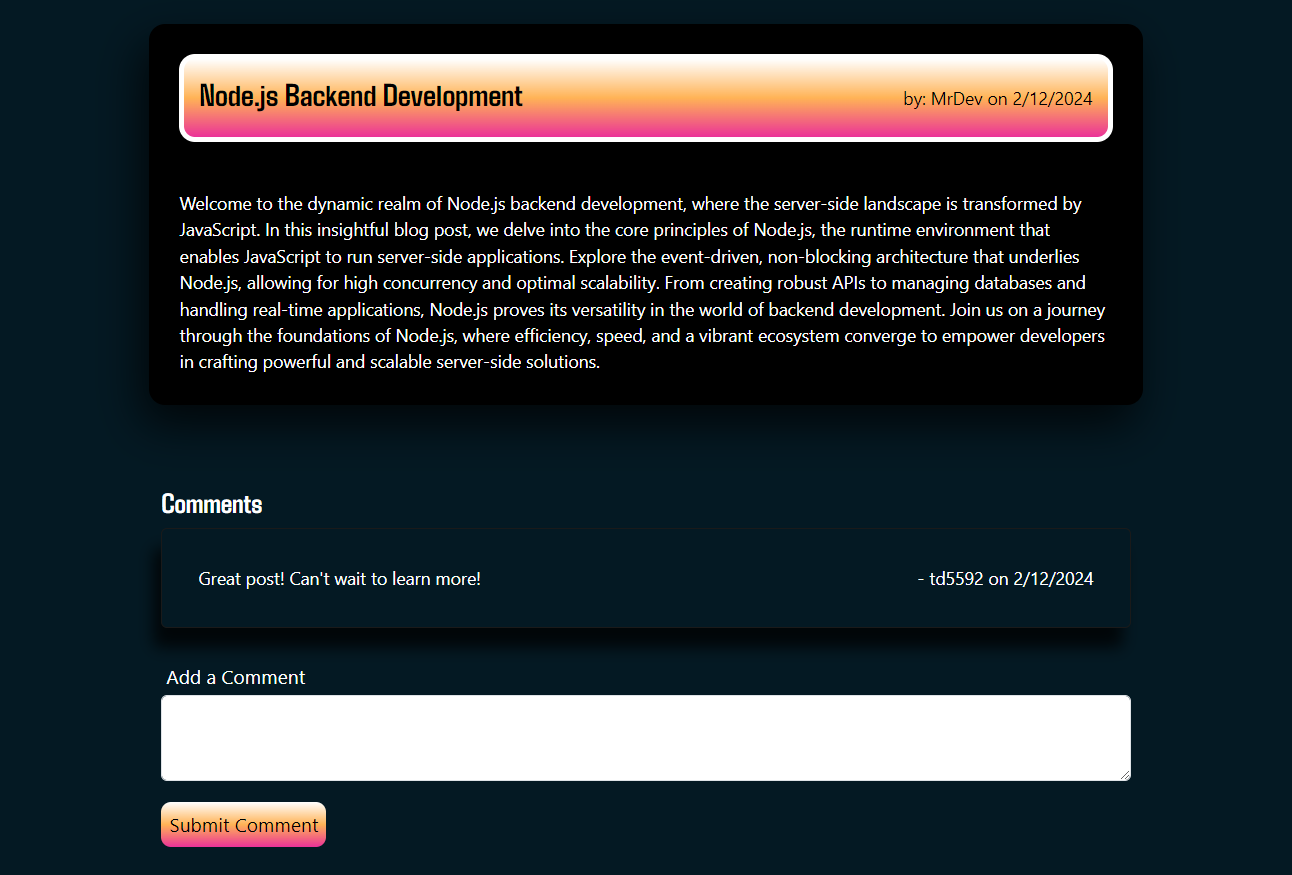 Node.js Backend Development
by: MrDev on 2/12/2024
Welcome to the dynamic realm of Node.js backend development, where the server-side landscape is transformed by
JavaScript. In this insightful blog post, we delve into the core principles of Node.js, the runtime environment that
enables JavaScript to run server-side applications. Explore the event-driven, non-blocking architecture that underlies
Node.js, allowing for high concurrency and optimal scalability. From creating robust APIs to managing databases and
handling real-time applications, Node.js proves its versatility in the world of backend development. Join us on a journey
through the foundations of Node.js, where efficiency, speed, and a vibrant ecosystem converge to empower developers
in crafting powerful and scalable server-side solutions.
Comments
Great post! Can't wait to learn more!
- td5592 on 2/12/2024
Add a Comment
Submit Comment